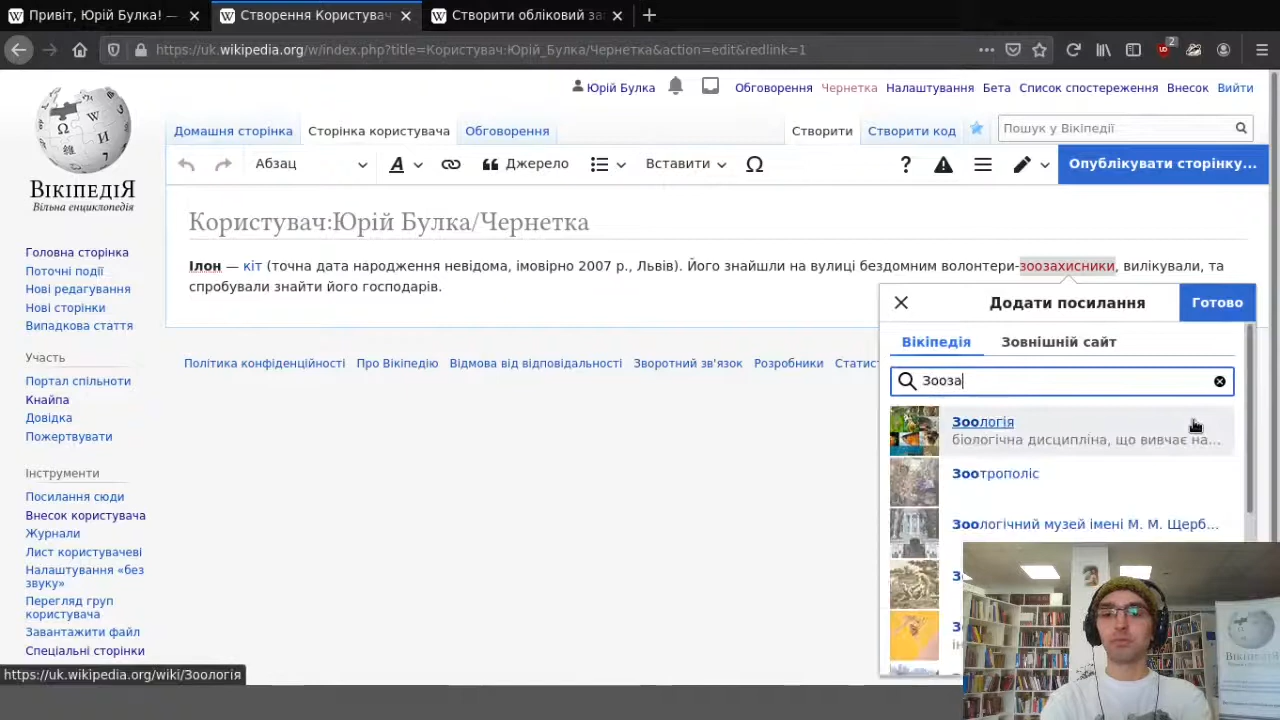 Привіт, Юрій Булка! —
Створення Користувач
Створити обліковий за
https://uk.wikipedia.org/w/index.php?title=Користувач:Юрій_Булка/Чернетка&action=edit&redlink=1
2
Юрій Булка
Обговорення
Чернетка
Налаштування
Бета
Список спостереження
Внесок
Вийти
Домашня сторінка
Сторінка користувача
Обговорення
Створити
Створити код
Пошук у Вікіпедії
Абзац
A
Джерело
Вставити
Ω
?
Опублікувати сторінку...
ВІКІПЕДІЯ
Вільна енциклопедія
Користувач:Юрій Булка/Чернетка
Ілон — кіт (точна дата народження невідома, імовірно 2007 р., Львів). Його знайшли на вулиці бездомним волонтери-зоозахисники, вилікували, та
спробували знайти його господарів.
Політика конфіденційності
Про Вікіпедію
Відмова від відповідальності
Зворотний зв'язок
Розробники
Статист
Головна сторінка
Поточні події
Нові редагування
Нові сторінки
Випадкова стаття
Участь
Портал спільноти
Кнайпа
Довідка
Пожертвувати
Інструменти
Посилання сюди
Внесок користувача
Журнали
Лист користувачеві
Налаштування «без
звуку»
Перегляд груп
користувача
Завантажити файл
Спеціальні сторінки
Додати посилання
Готово
Вікіпедія
Зовнішній сайт
Зооза
Зоологія
біологічна дисципліна, що вивчає на...
Зоотрополіс
Зоологічний музей імені М. М. Щерб...
https://uk.wikipedia.org/wiki/Зоологія
ВІКІПЕДІЯ